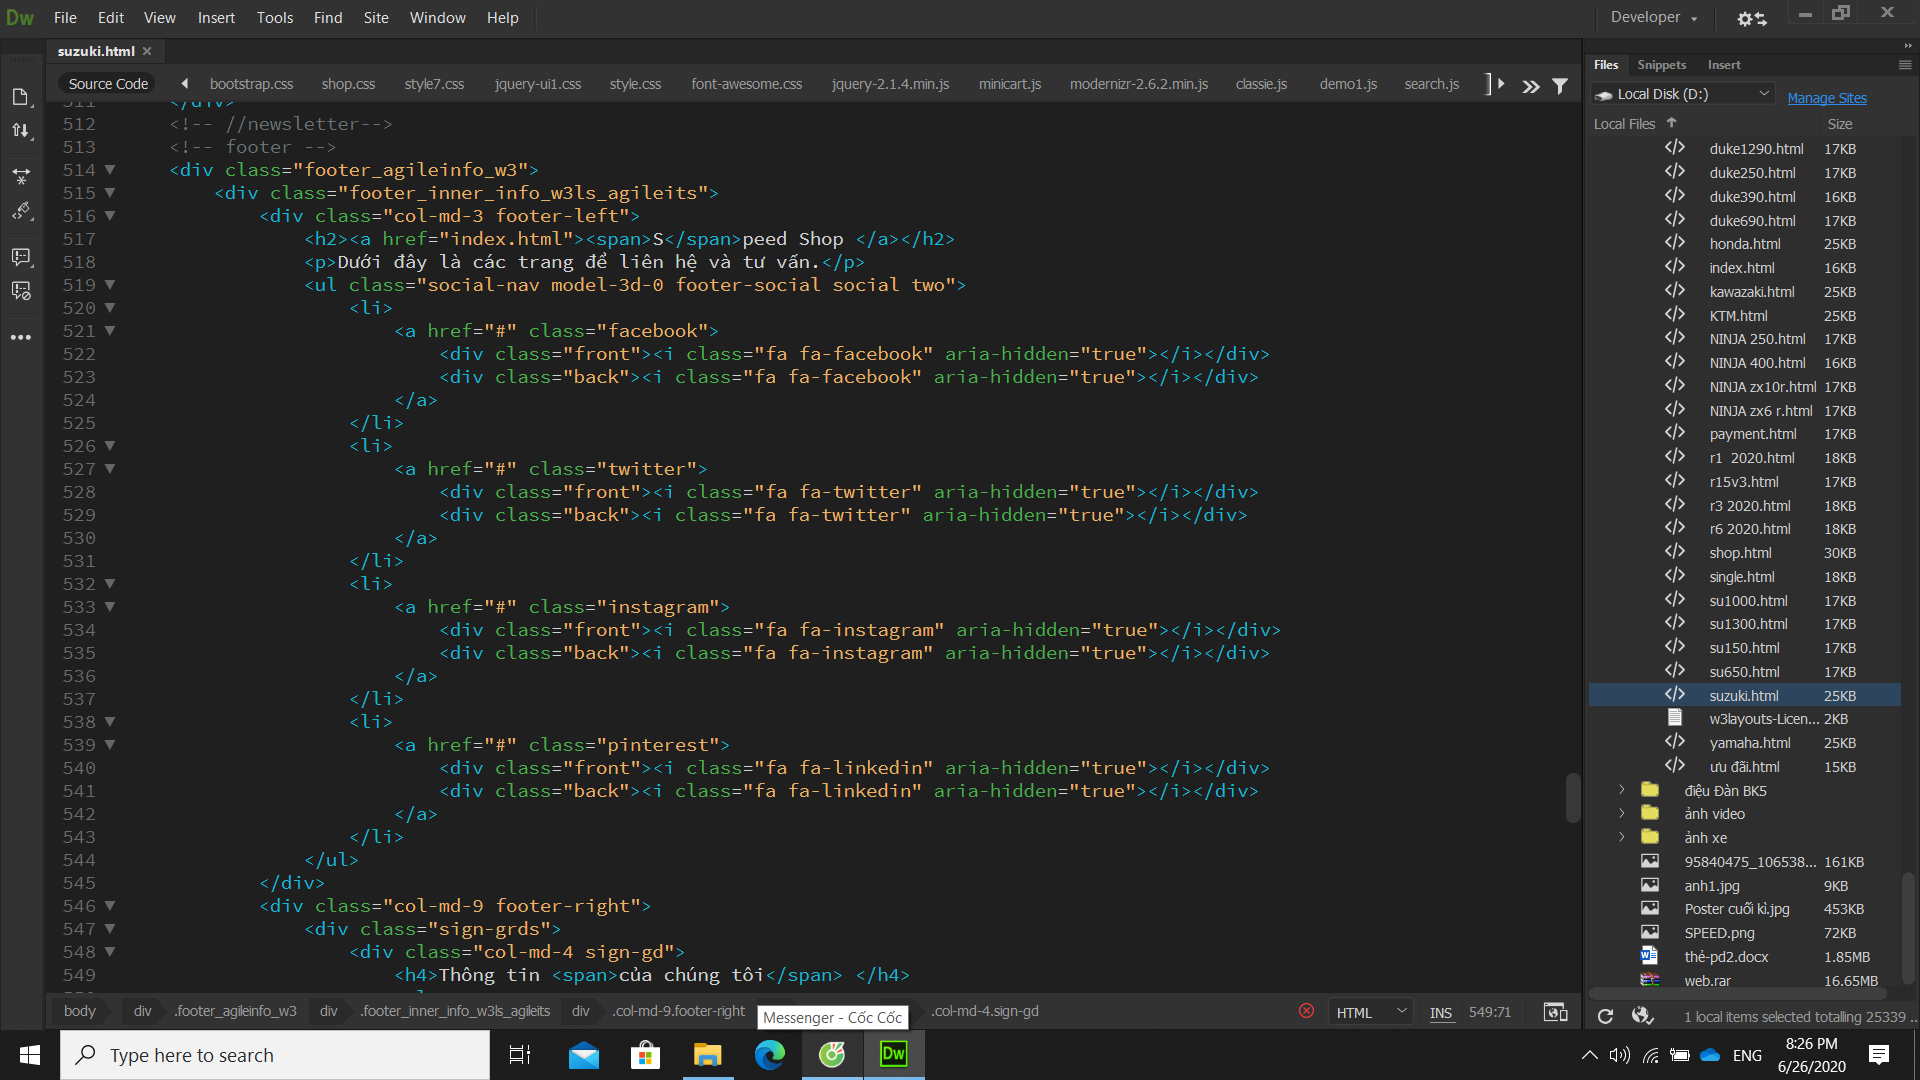 Dw File Edit View Insert Tools Find Site Window Help Developer
suzuki.html
Source Code bootstrap.css shop.css style7.css jquery-ui1.css style.css font-awesome.css jquery-2.1.4.min.js minicart.js modernizr-2.6.2.min.js classie.js demo1.js search.js
511 </div>
512 <!-- //newsletter-->
513 <!-- footer -->
514 <div class="footer_agileinfo_w3">
515 <div class="footer_inner_info_w3ls_agileits">
516 <div class="col-md-3 footer-left">
517 <h2><a href="index.html"><span>S</span>peed Shop </a></h2>
518 <p>Dưới đây là các trang để liên hệ và tư vấn.</p>
519 <ul class="social-nav model-3d-0 footer-social social two">
520 <li>
521 <a href="#" class="facebook">
522 <div class="front"><i class="fa fa-facebook" aria-hidden="true"></i></div>
523 <div class="back"><i class="fa fa-facebook" aria-hidden="true"></i></div>
524 </a>
525 </li>
526 <li>
527 <a href="#" class="twitter">
528 <div class="front"><i class="fa fa-twitter" aria-hidden="true"></i></div>
529 <div class="back"><i class="fa fa-twitter" aria-hidden="true"></i></div>
530 </a>
531 </li>
532 <li>
533 <a href="#" class="instagram">
534 <div class="front"><i class="fa fa-instagram" aria-hidden="true"></i></div>
535 <div class="back"><i class="fa fa-instagram" aria-hidden="true"></i></div>
536 </a>
537 </li>
538 <li>
539 <a href="#" class="pinterest">
540 <div class="front"><i class="fa fa-linkedin" aria-hidden="true"></i></div>
541 <div class="back"><i class="fa fa-linkedin" aria-hidden="true"></i></div>
542 </a>
543 </li>
544 </ul>
545 </div>
546 <div class="col-md-9 footer-right">
547 <div class="sign-grds">
548 <div class="col-md-4 sign-gd">
549 <h4>Thông tin <span>của chúng tôi</span> </h4>
body div .footer_agileinfo_w3 div .footer_inner_info_w3ls_agileits div .col-md-9.footer-right .col-md-4.sign-gd HTML INS 549:71
Messenger - Cốc Cốc
Files Snippets Insert
Local Disk (D:) Manage Sites
Local Files Size
duke1290.html 17KB
duke250.html 17KB
duke390.html 16KB
duke690.html 17KB
honda.html 25KB
index.html 16KB
kawazaki.html 25KB
KTM.html 25KB
NINJA 250.html 17KB
NINJA 400.html 16KB
NINJA zx10r.html 17KB
NINJA zx6 r.html 17KB
payment.html 17KB
r1 2020.html 18KB
r15v3.html 17KB
r3 2020.html 18KB
r6 2020.html 18KB
shop.html 30KB
single.html 18KB
su1000.html 17KB
su1300.html 17KB
su150.html 17KB
su650.html 17KB
suzuki.html 25KB
w3layouts-Licen... 2KB
yamaha.html 25KB
ưu đãi.html 15KB
điệu Đàn BK5
ảnh video
ảnh xe
95840475_106538... 161KB
anh1.jpg 9KB
Poster cuối kì.jpg 453KB
SPEED.png 72KB
thẻ-pd2.docx 1.85MB
web.rar 16.65MB
1 local items selected totalling 25339 ..
Type here to search
Dw
ENG
8:26 PM
6/26/2020